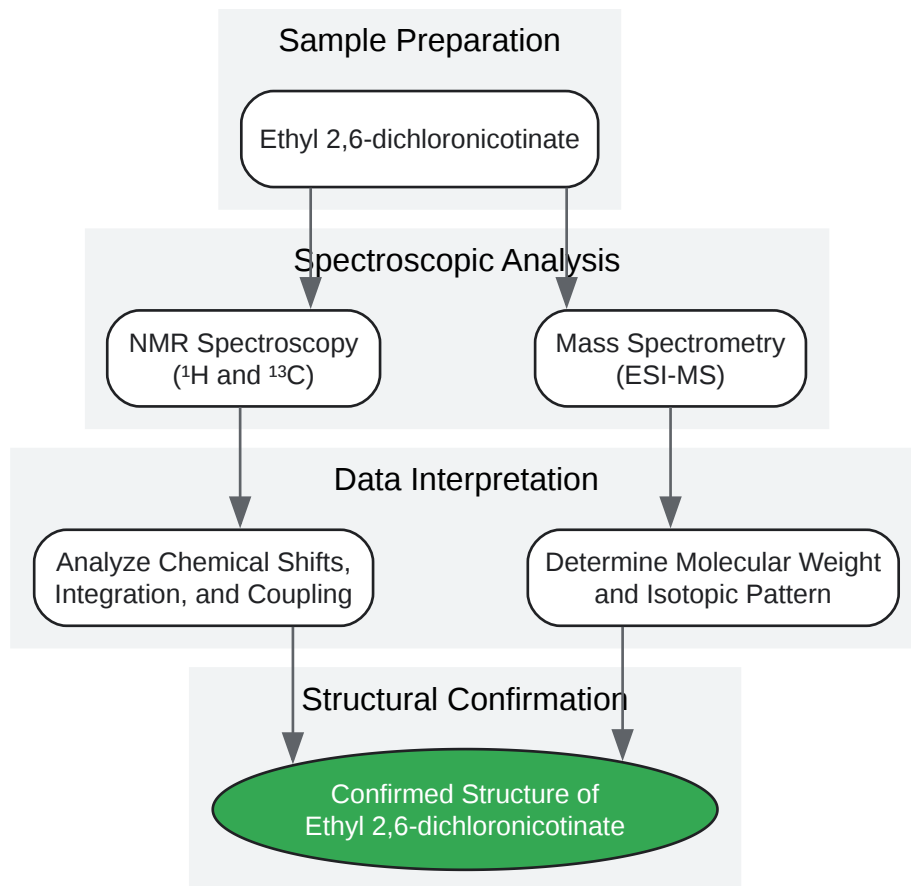 Sample Preparation
Ethyl 2,6-dichloronicotinate
Spectroscopic Analysis
NMR Spectroscopy
(¹H and ¹³C)
Mass Spectrometry
(ESI-MS)
Data Interpretation
Analyze Chemical Shifts,
Integration, and Coupling
Determine Molecular Weight
and Isotopic Pattern
Structural Confirmation
Confirmed Structure of
Ethyl 2,6-dichloronicotinate